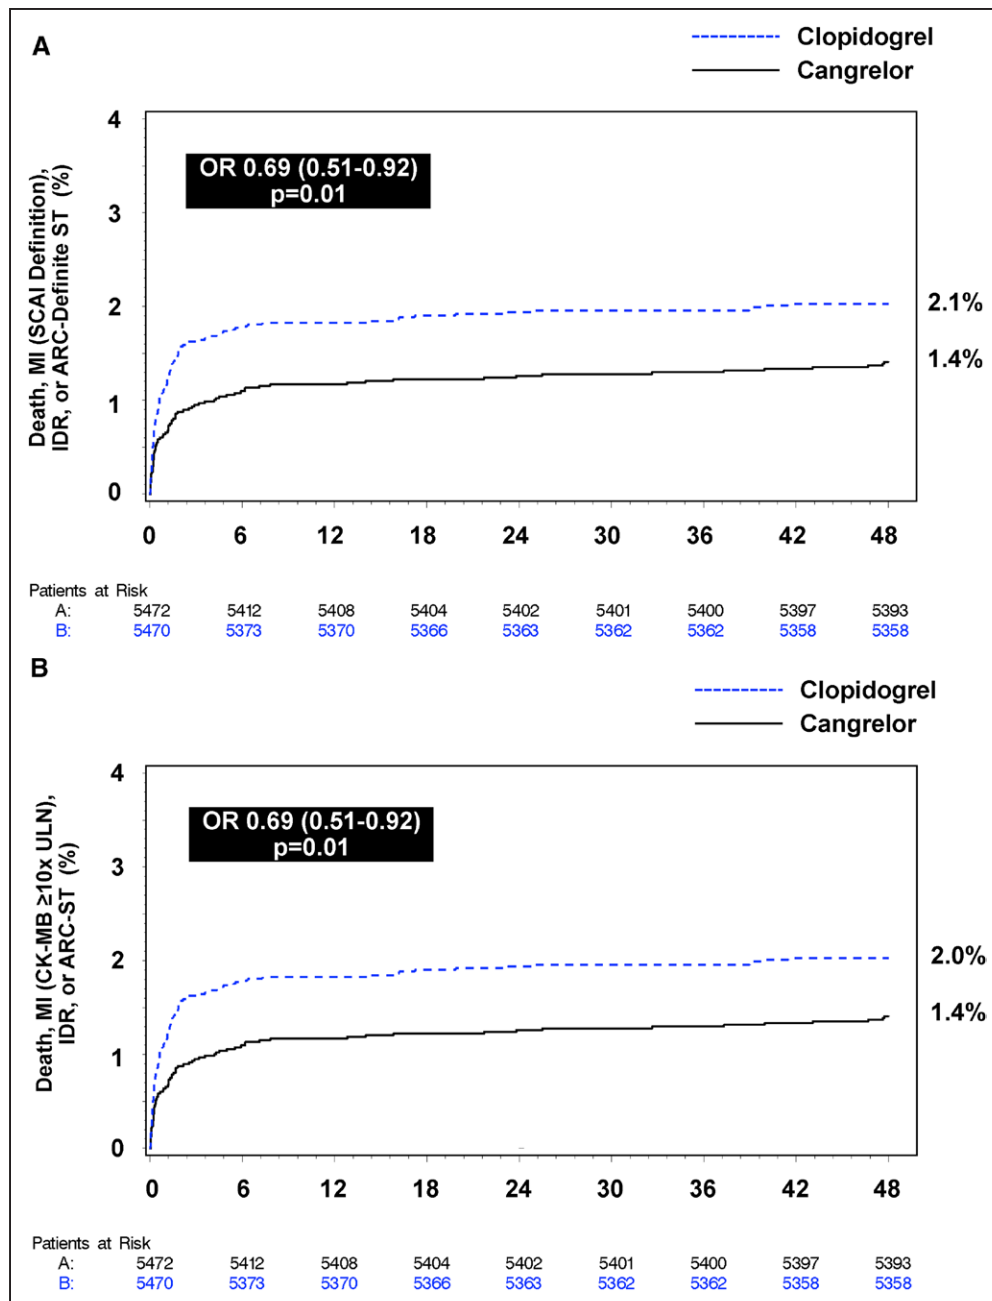 A
Clopidogrel
Cangrelor
4
3
2
1
0
Death, MI (SCAI Definition),
IDR, or ARC-Definite ST (%)
OR 0.69 (0.51-0.92)
p=0.01
2.1%
1.4%
0 6 12 18 24 30 36 42 48
Patients at Risk
A: 5472 5412 5408 5404 5402 5401 5400 5397 5393
B: 5470 5373 5370 5366 5363 5362 5362 5358 5358
B
Clopidogrel
Cangrelor
4
3
2
1
0
Death, MI (CK-MB ≥10x ULN),
IDR, or ARC-ST (%)
OR 0.69 (0.51-0.92)
p=0.01
2.0%
1.4%
0 6 12 18 24 30 36 42 48
Patients at Risk
A: 5472 5412 5408 5404 5402 5401 5400 5397 5393
B: 5470 5373 5370 5366 5363 5362 5362 5358 5358